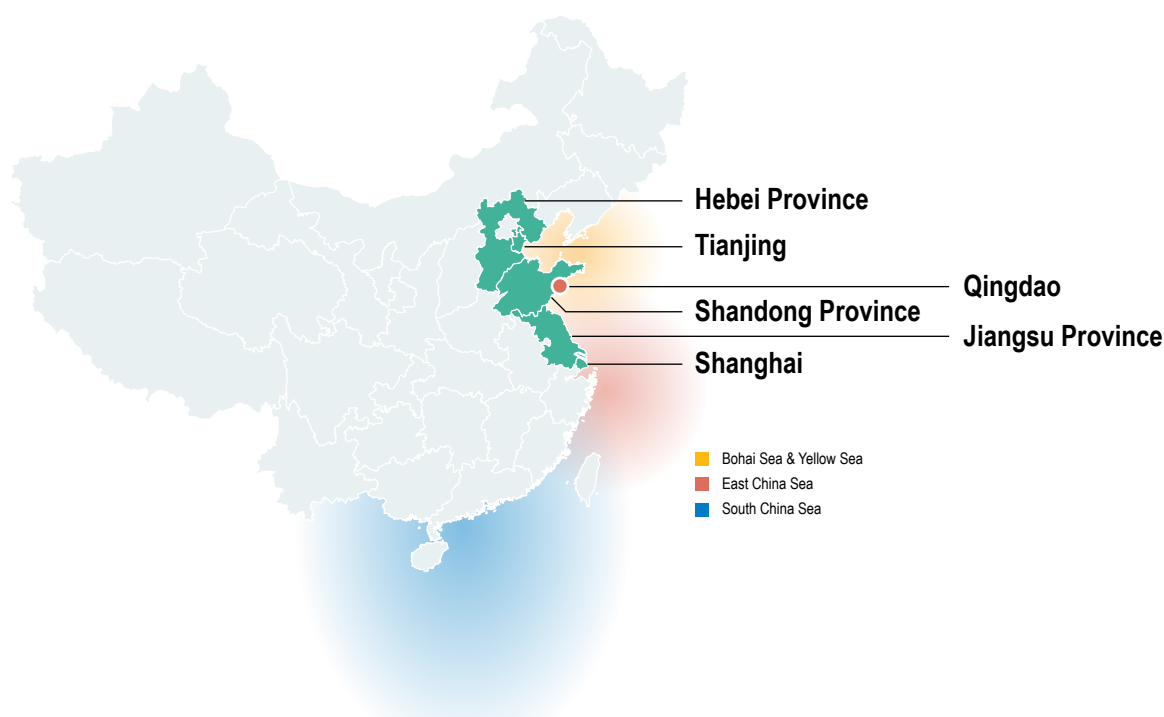 Hebei Province
Tianjing
Qingdao
Shandong Province
Jiangsu Province
Shanghai
Bohai Sea & Yellow Sea
East China Sea
South China Sea